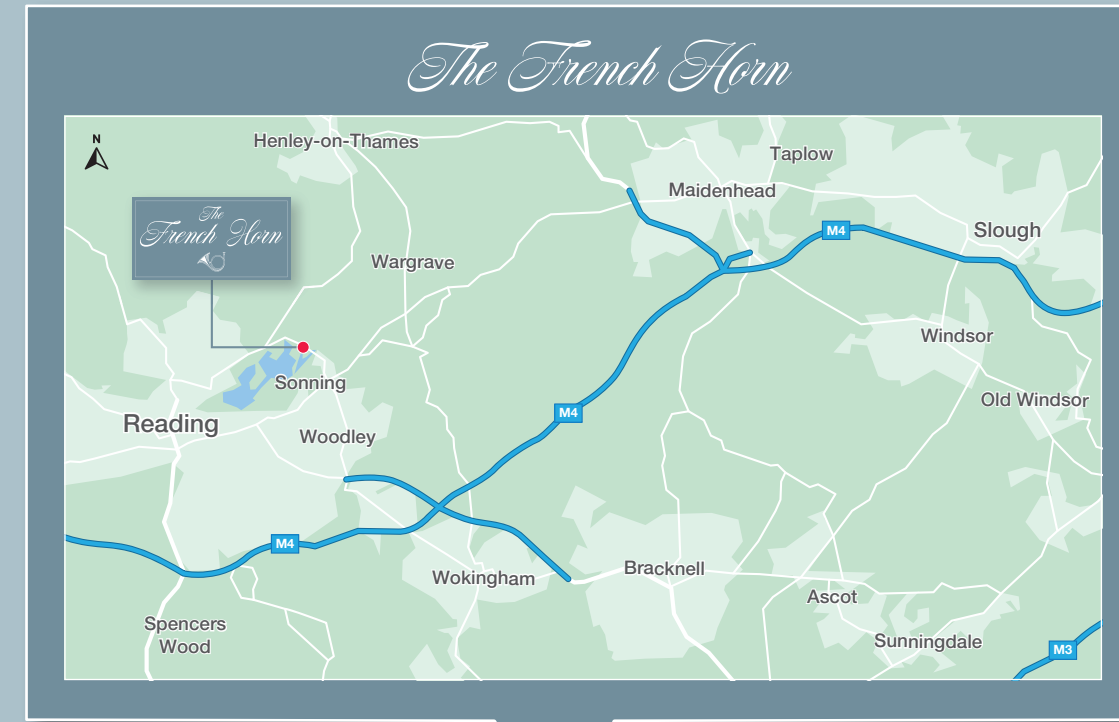 The French Horn
N
Henley-on-Thames
Taplow
Maidenhead
The
French Horn
M4
Slough
Wargrave
Windsor
Sonning
Old Windsor
M4
Reading
Woodley
M4
Bracknell
Wokingham
Ascot
Spencers
Wood
Sunningdale
M3